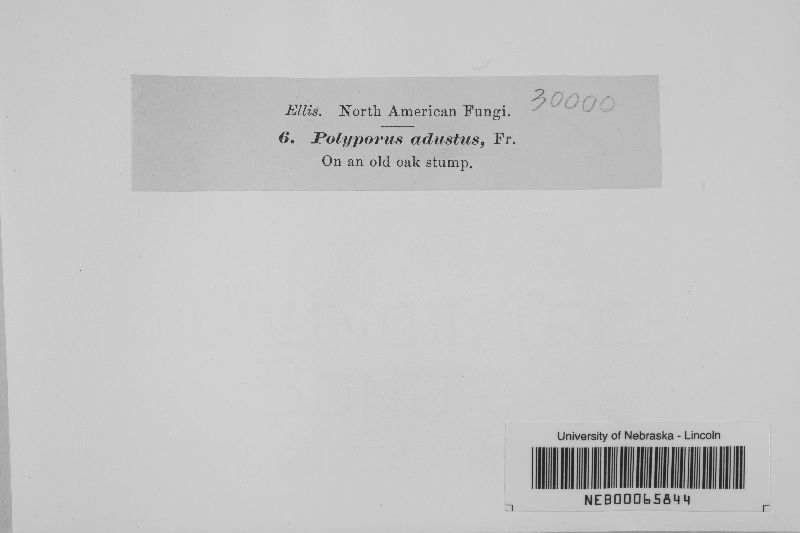 Ellis. North American Fungi. 30000
6. Polyporus adustus, Fr.
On an old oak stump.
University of Nebraska - Lincoln
NEB00065844